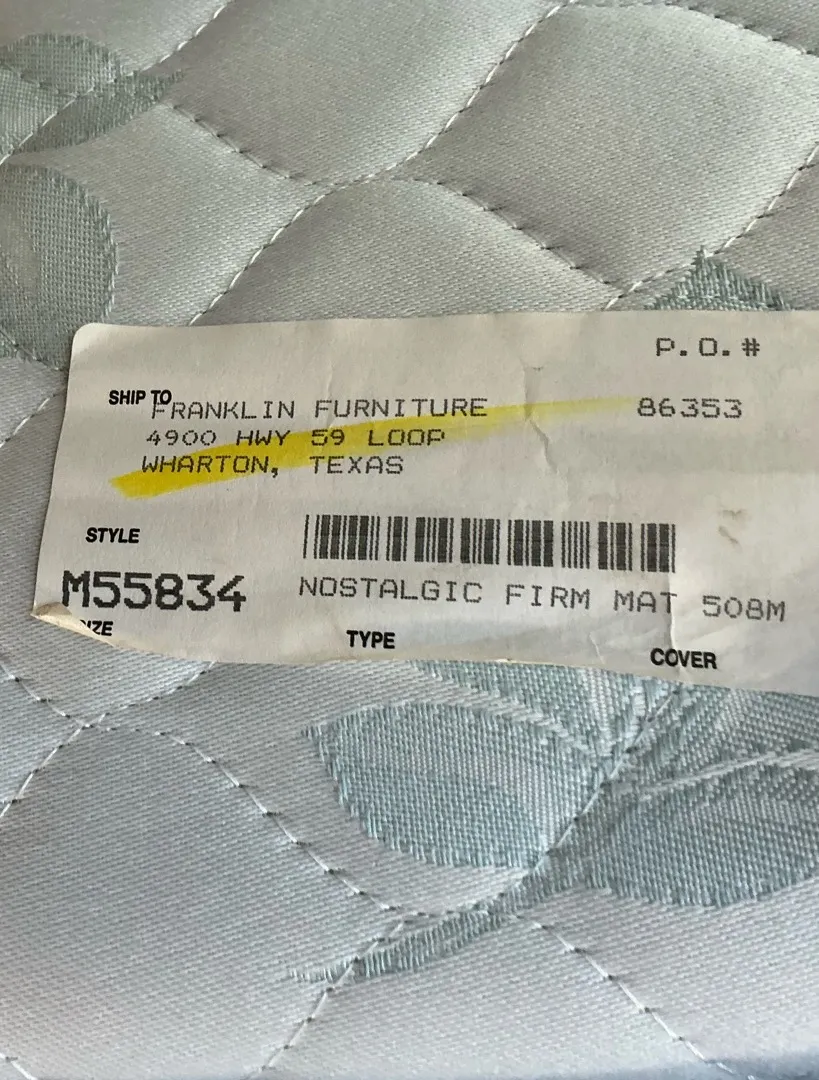 P.O.#
SHIP TO
FRANKLIN FURNITURE 86353
4900 HWY 59 LOOP
WHARTON, TEXAS
STYLE
M55834 NOSTALGIC FIRM MAT 508M
TYPE COVER